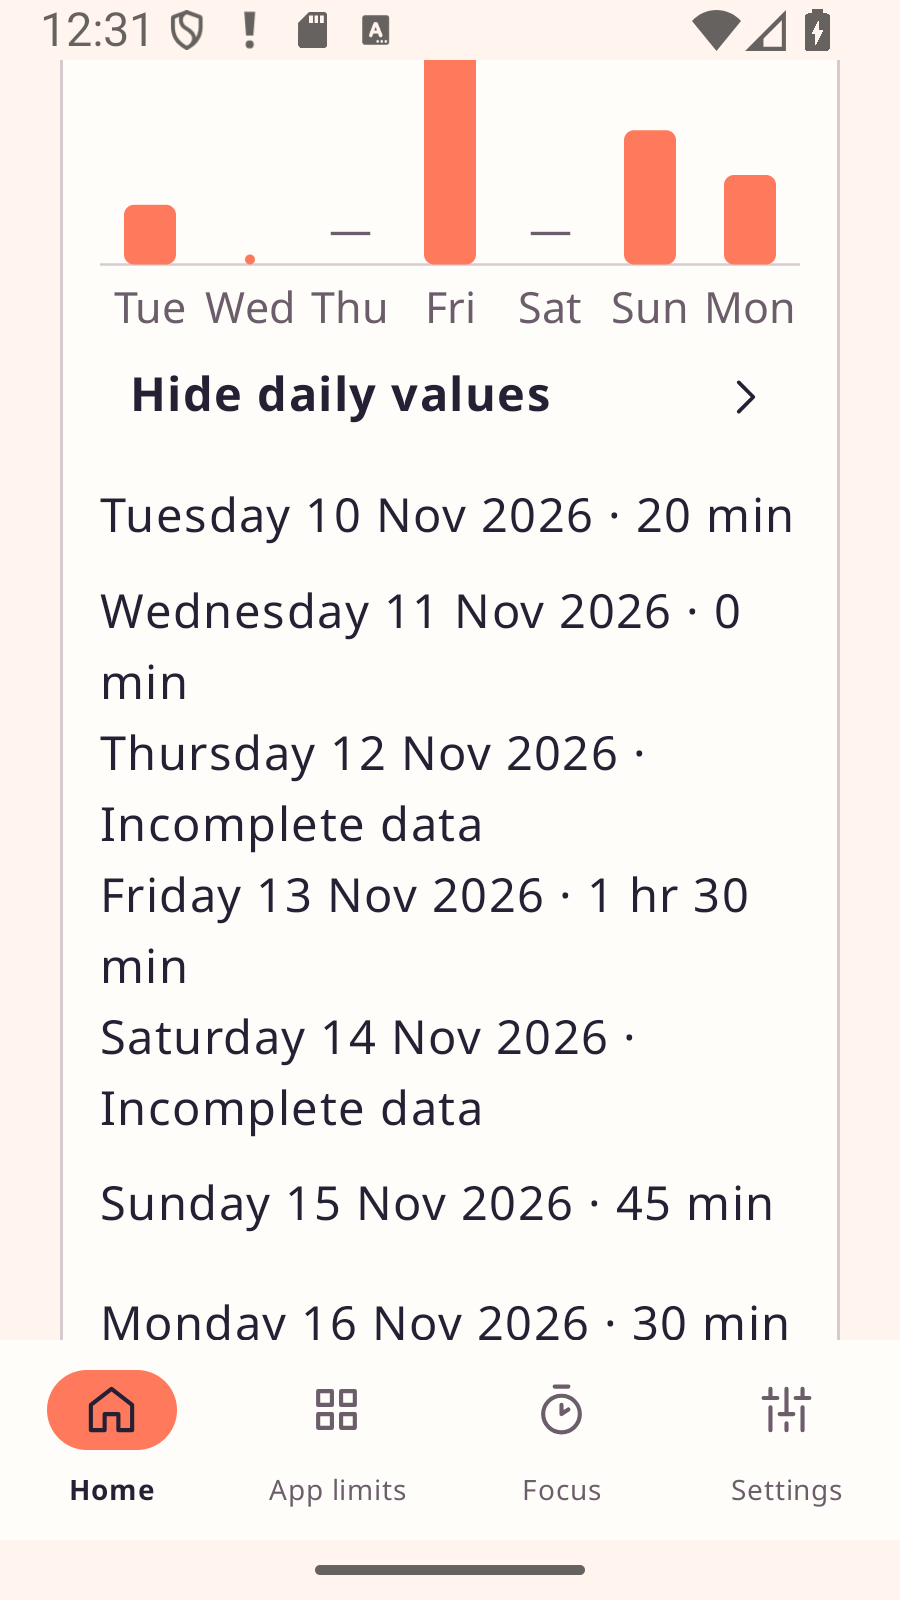 12:31
Tue Wed Thu Fri Sat Sun Mon
Hide daily values
Tuesday 10 Nov 2026 · 20 min
Wednesday 11 Nov 2026 · 0
min
Thursday 12 Nov 2026 ·
Incomplete data
Friday 13 Nov 2026 · 1 hr 30
min
Saturday 14 Nov 2026 ·
Incomplete data
Sunday 15 Nov 2026 · 45 min
Monday 16 Nov 2026 · 30 min
Home App limits Focus Settings